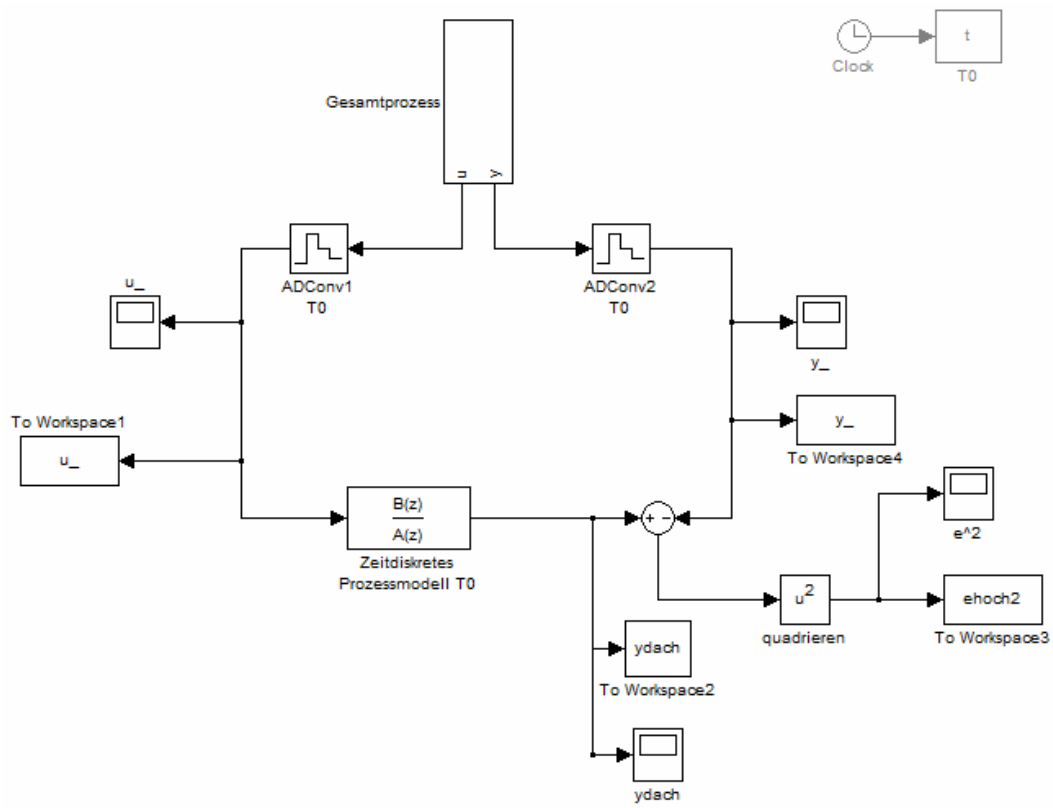 t
Clock
T0
Gesamtprozess
u
y
ADConv1
T0
ADConv2
T0
u_
y_
To Workspace1
u_
y_
To Workspace4
B(z)
A(z)
Zeitdiskretes
Prozessmodell T0
+ -
e^2
u2
quadrieren
ehoch2
To Workspace3
ydach
To Workspace2
ydach